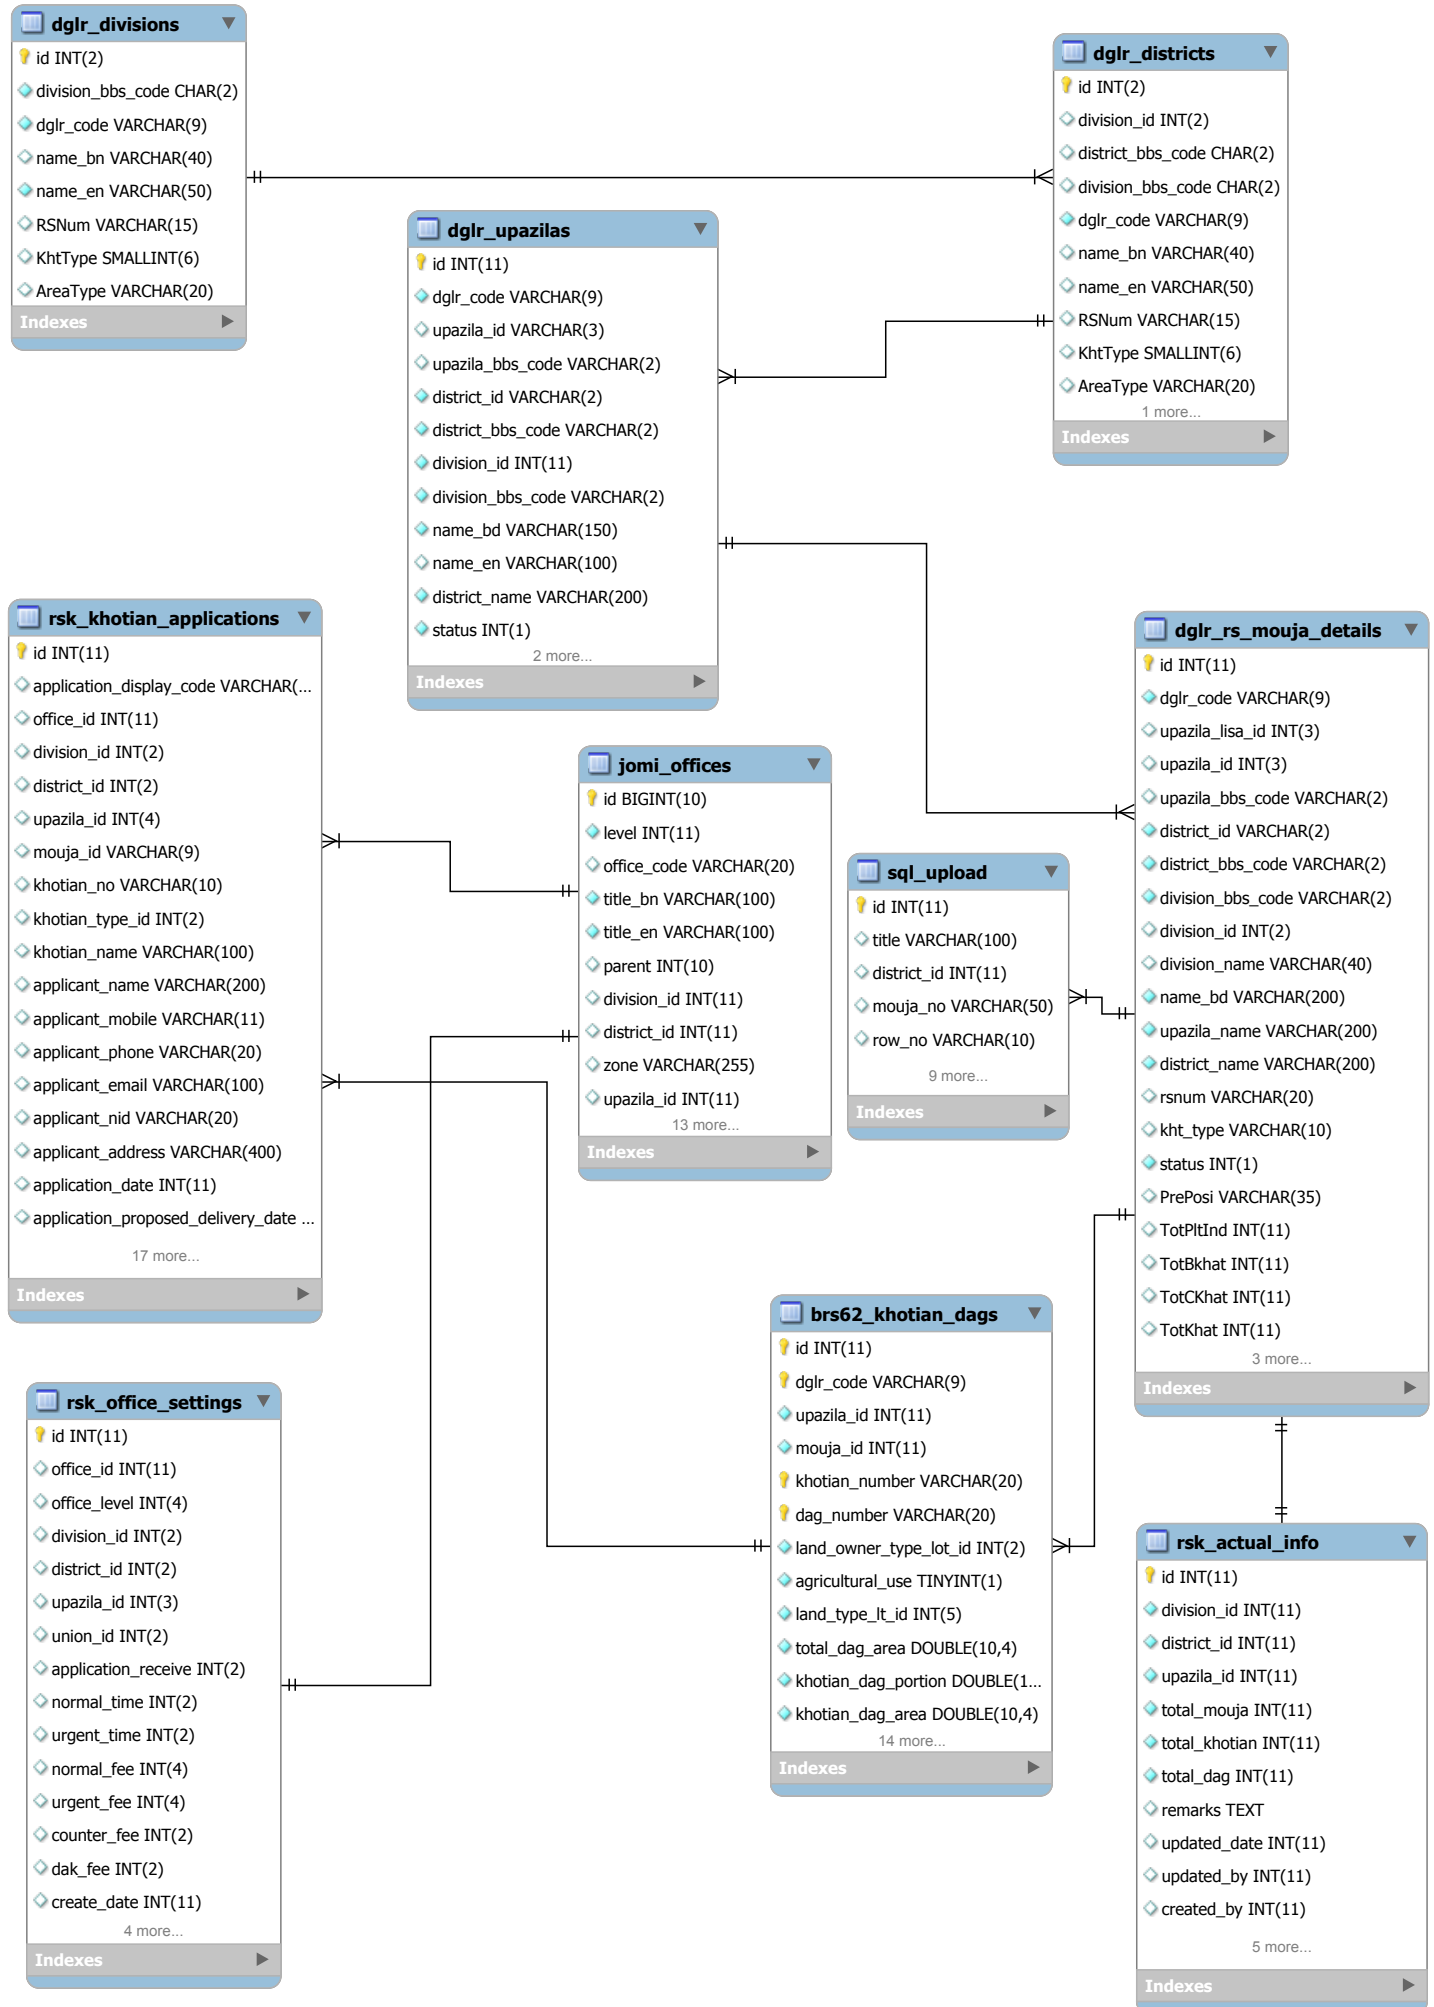 dglr_divisions
id INT(2)
division_bbs_code CHAR(2)
dglr_code VARCHAR(9)
name_bn VARCHAR(40)
name_en VARCHAR(50)
RSNum VARCHAR(15)
KhtType SMALLINT(6)
AreaType VARCHAR(20)
Indexes
dglr_districts
id INT(2)
division_id INT(2)
district_bbs_code CHAR(2)
division_bbs_code CHAR(2)
dglr_code VARCHAR(9)
name_bn VARCHAR(40)
name_en VARCHAR(50)
RSNum VARCHAR(15)
KhtType SMALLINT(6)
AreaType VARCHAR(20)
1 more...
Indexes
dglr_upazilas
id INT(11)
dglr_code VARCHAR(9)
upazila_id VARCHAR(3)
upazila_bbs_code VARCHAR(2)
district_id VARCHAR(2)
district_bbs_code VARCHAR(2)
division_id INT(11)
division_bbs_code VARCHAR(2)
name_bd VARCHAR(150)
name_en VARCHAR(100)
district_name VARCHAR(200)
status INT(1)
2 more...
Indexes
rsk_khotian_applications
id INT(11)
application_display_code VARCHAR(...
office_id INT(11)
division_id INT(2)
district_id INT(2)
upazila_id INT(4)
mouja_id VARCHAR(9)
khotian_no VARCHAR(10)
khotian_type_id INT(2)
khotian_name VARCHAR(100)
applicant_name VARCHAR(200)
applicant_mobile VARCHAR(11)
applicant_phone VARCHAR(20)
applicant_email VARCHAR(100)
applicant_nid VARCHAR(20)
applicant_address VARCHAR(400)
application_date INT(11)
application_proposed_delivery_date ...
17 more...
Indexes
jomi_offices
id BIGINT(10)
level INT(11)
office_code VARCHAR(20)
title_bn VARCHAR(100)
title_en VARCHAR(100)
parent INT(10)
division_id INT(11)
district_id INT(11)
zone VARCHAR(255)
upazila_id INT(11)
13 more...
Indexes
sql_upload
id INT(11)
title VARCHAR(100)
district_id INT(11)
mouja_no VARCHAR(50)
row_no VARCHAR(10)
9 more...
Indexes
dglr_rs_mouja_details
id INT(11)
dglr_code VARCHAR(9)
upazila_lisa_id INT(3)
upazila_id INT(3)
upazila_bbs_code VARCHAR(2)
district_id VARCHAR(2)
district_bbs_code VARCHAR(2)
division_bbs_code VARCHAR(2)
division_id INT(2)
division_name VARCHAR(40)
name_bd VARCHAR(200)
upazila_name VARCHAR(200)
district_name VARCHAR(200)
rsnum VARCHAR(20)
kht_type VARCHAR(10)
status INT(1)
PrePosi VARCHAR(35)
TotPltInd INT(11)
TotBkhat INT(11)
TotCKhat INT(11)
TotKhat INT(11)
3 more...
Indexes
rsk_office_settings
id INT(11)
office_id INT(11)
office_level INT(4)
division_id INT(2)
district_id INT(2)
upazila_id INT(3)
union_id INT(2)
application_receive INT(2)
normal_time INT(2)
urgent_time INT(2)
normal_fee INT(4)
urgent_fee INT(4)
counter_fee INT(2)
dak_fee INT(2)
create_date INT(11)
4 more...
Indexes
brs62_khotian_dags
id INT(11)
dglr_code VARCHAR(9)
upazila_id INT(11)
mouja_id INT(11)
khotian_number VARCHAR(20)
dag_number VARCHAR(20)
land_owner_type_lot_id INT(2)
agricultural_use TINYINT(1)
land_type_lt_id INT(5)
total_dag_area DOUBLE(10,4)
khotian_dag_portion DOUBLE(1...
khotian_dag_area DOUBLE(10,4)
14 more...
Indexes
rsk_actual_info
id INT(11)
division_id INT(11)
district_id INT(11)
upazila_id INT(11)
total_mouja INT(11)
total_khotian INT(11)
total_dag INT(11)
remarks TEXT
updated_date INT(11)
updated_by INT(11)
created_by INT(11)
5 more...
Indexes